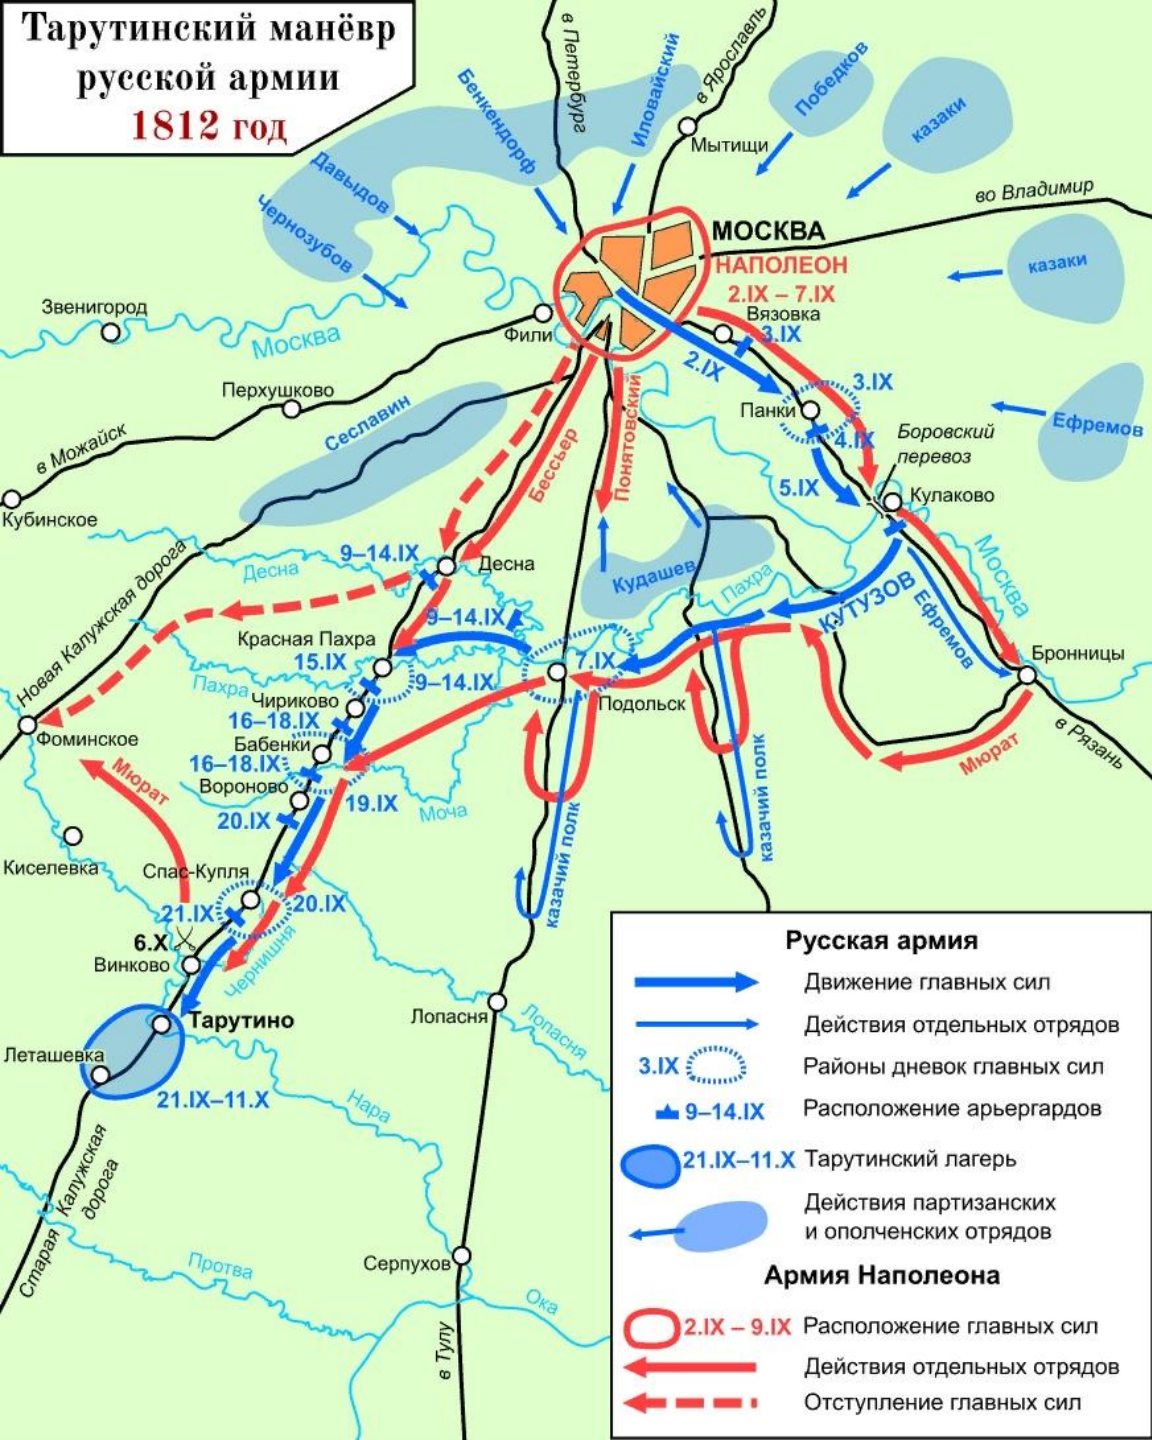 Тарутинский манёвр
русской армии
1812 год
в Петербург
в Ярославль
Бенкендорф
Иловайский
Победков
казаки
Мытищи
Давыдов
Чернозубов
во Владимир
МОСКВА
НАПОЛЕОН
2.IX – 7.IX
казаки
Звенигород
Москва
Фили
Вязовка
3.IX
2.IX
3.IX
Перхушково
Панки
4.IX
Ефремов
Сеславин
в Можайск
Боровский
перевоз
Бессьер
Понятовский
5.IX
Кулаково
Кубинское
9–14.IX
Десна
Десна
Кудашев
Пахра
Москва
КУТУЗОВ
Ефремов
Новая Калужская дорога
9–14.IX
Красная Пахра
15.IX
7.IX
Бронницы
Пахра
9–14.IX
Чириково
Подольск
16–18.IX
Фоминское
Бабенки
16–18.IX
Мюрат
в Рязань
Мюрат
Вороново
19.IX
Моча
20.IX
казачий полк
казачий полк
Киселевка
Спас-Купля
21.IX
20.IX
6.X
Винково
Чернишня
Тарутино
Лопасня
Лопасня
Леташевка
21.IX–11.X
Нара
Старая Калужская
дорога
Протва
Серпухов
Ока
в Тулу
Русская армия
Движение главных сил
Действия отдельных отрядов
3.IX Районы дневок главных сил
9–14.IX Расположение арьергардов
21.IX–11.X Тарутинский лагерь
Действия партизанских
и ополченских отрядов
Армия Наполеона
2.IX – 9.IX Расположение главных сил
Действия отдельных отрядов
Отступление главных сил